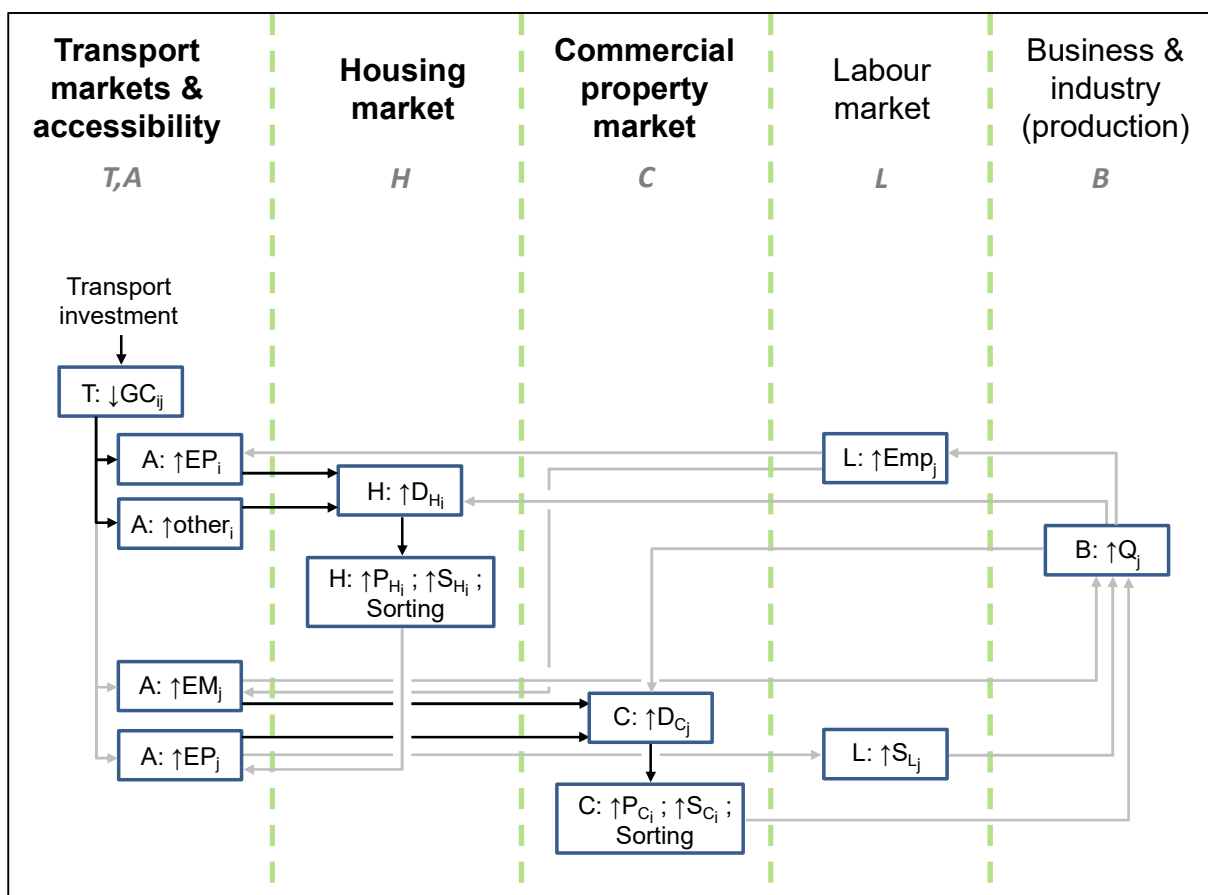 Transport
markets &
accessibility
T,A
Housing
market
H
Commercial
property
market
C
Labour
market
L
Business &
industry
(production)
B
Transport
investment
T: ↓GCij
A: ↑EPi
A: ↑otheri
H: ↑DHi
H: ↑PHi ; ↑SHi ;
Sorting
L: ↑Empj
B: ↑Qj
A: ↑EMj
A: ↑EPj
C: ↑DCj
L: ↑SLj
C: ↑PCi ; ↑SCi ;
Sorting